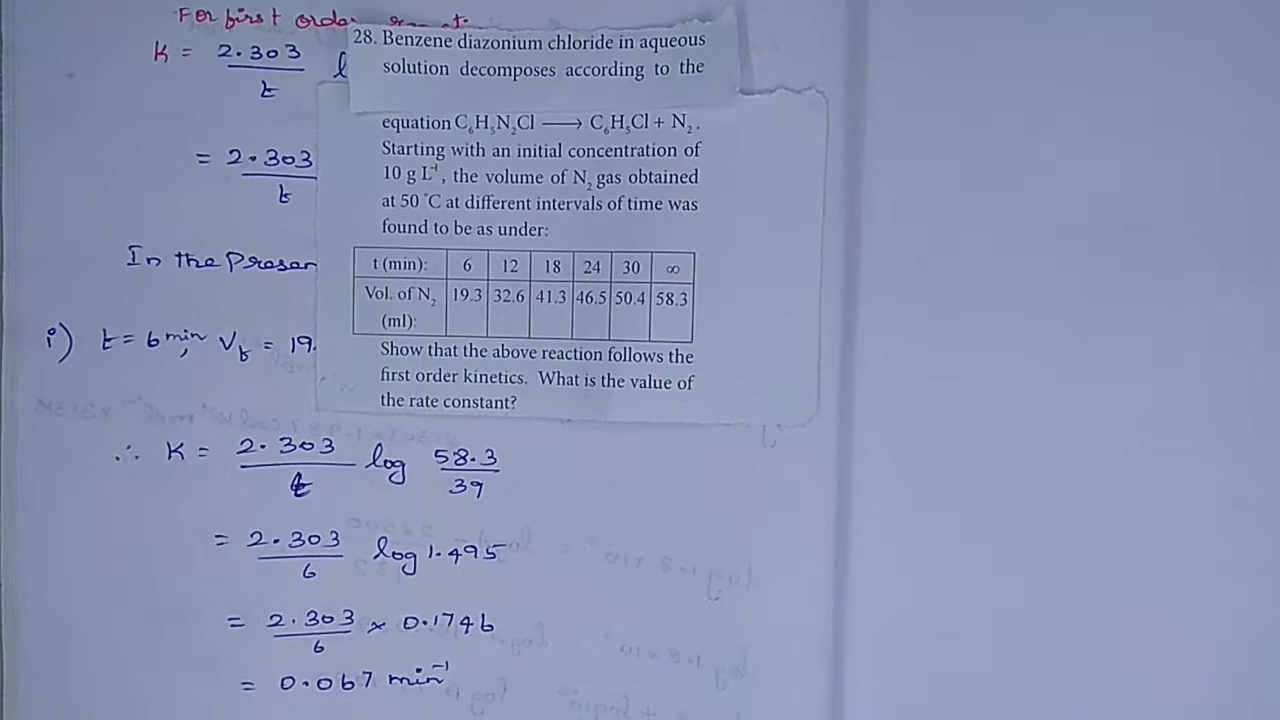 For first order
K = 2.303 / t
= 2.303 / t
In the
i) t = 6 min, Vt = 19.
28. Benzene diazonium chloride in aqueous
solution decomposes according to the
equation C₆H₅N₂Cl ⟶ C₆H₅Cl + N₂.
Starting with an initial concentration of
10 g L⁻¹, the volume of N₂ gas obtained
at 50 °C at different intervals of time was
found to be as under:
t (min): 6 12 18 24 30 ∞
Vol. of N₂ 19.3 32.6 41.3 46.5 50.4 58.3
(ml):
Show that the above reaction follows the
first order kinetics. What is the value of
the rate constant?
∴ K = 2.303 / t log 58.3 / 39
= 2.303 / 6 log 1.495
= 2.303 / 6 × 0.1746
= 0.067 min⁻¹